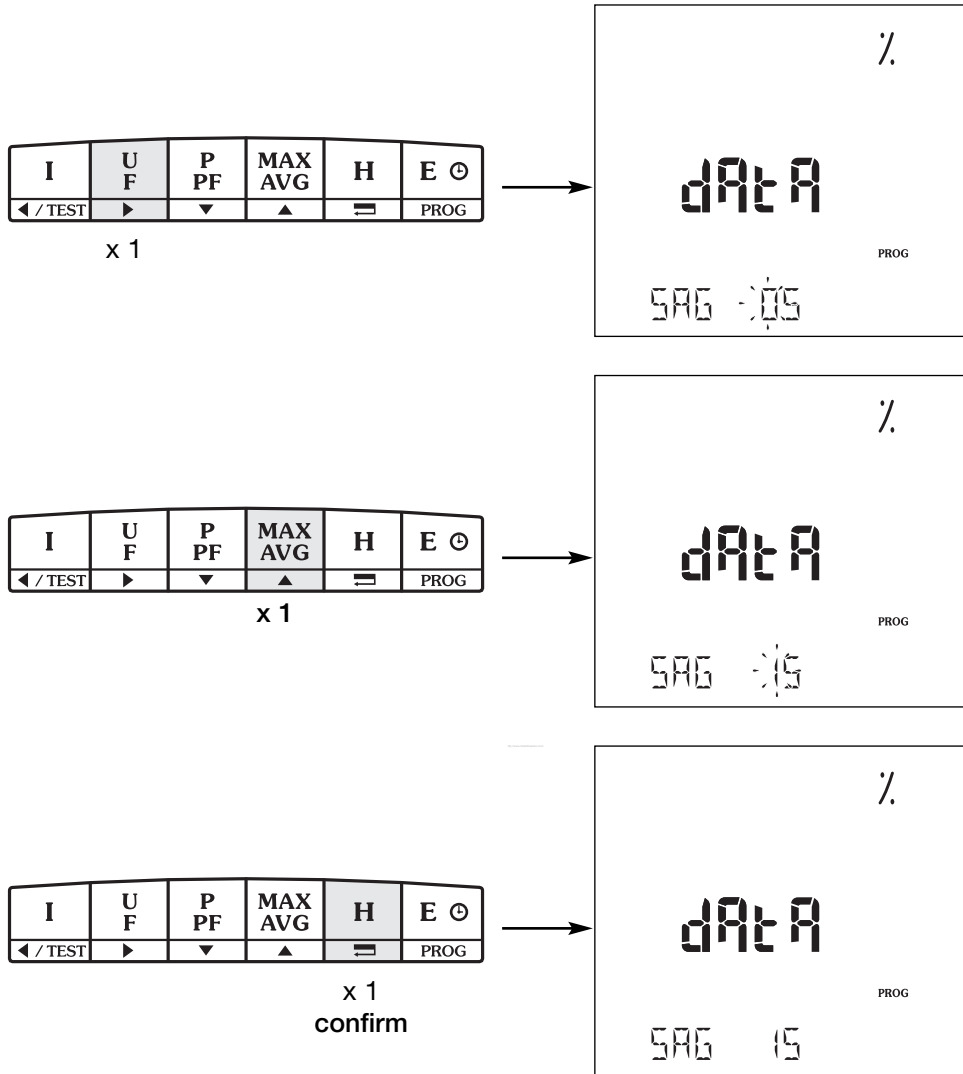 %
I U F P PF MAX AVG H E
/ TEST PROG
x 1
dAtA
PROG
SAG 05
%
I U F P PF MAX AVG H E
/ TEST PROG
x 1
dAtA
PROG
SAG 15
%
I U F P PF MAX AVG H E
/ TEST PROG
x 1
confirm
dAtA
PROG
SAG 15